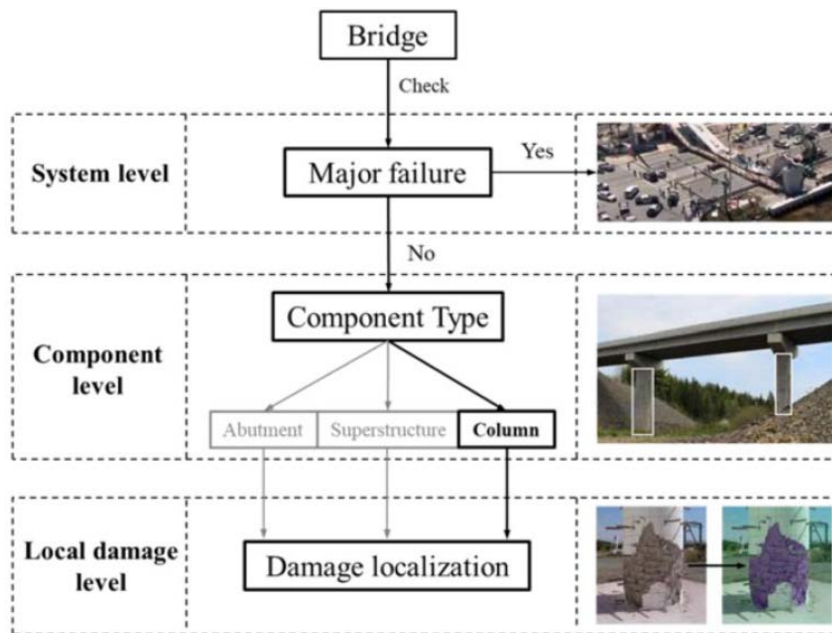 Bridge
Check
System level
Major failure
Yes
No
Component
level
Component Type
Abutment
Superstructure
Column
Local damage
level
Damage localization